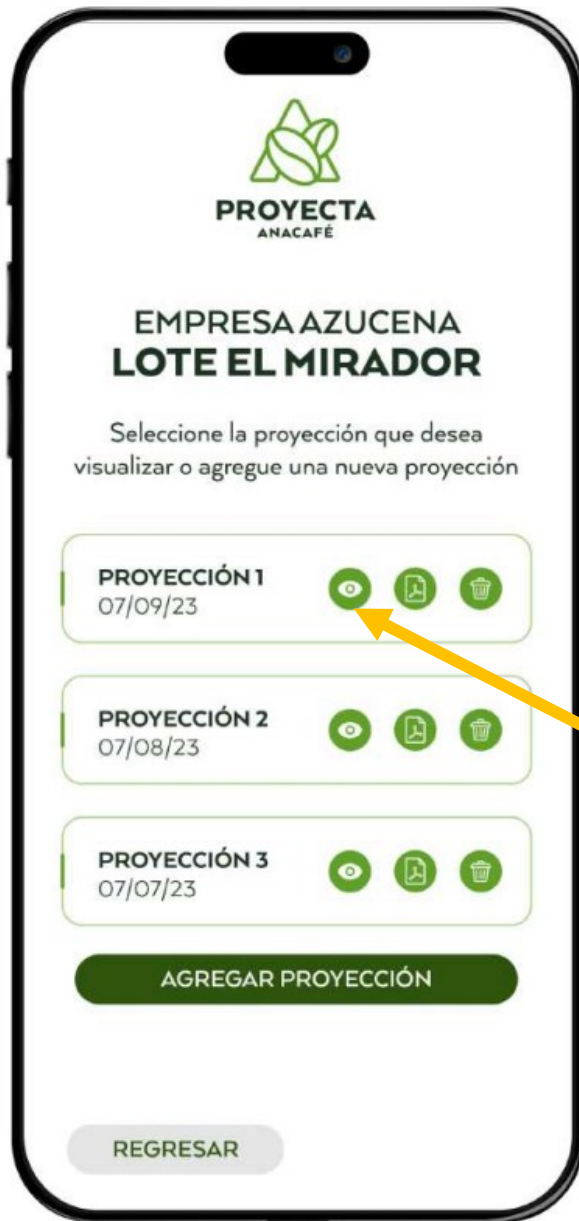 PROYECTA
ANACAFÉ
EMPRESA AZUCENA
LOTE EL MIRADOR
Seleccione la proyección que desea
visualizar o agregue una nueva proyección
PROYECCIÓN 1
07/09/23
PROYECCIÓN 2
07/08/23
PROYECCIÓN 3
07/07/23
AGREGAR PROYECCIÓN
REGRESAR